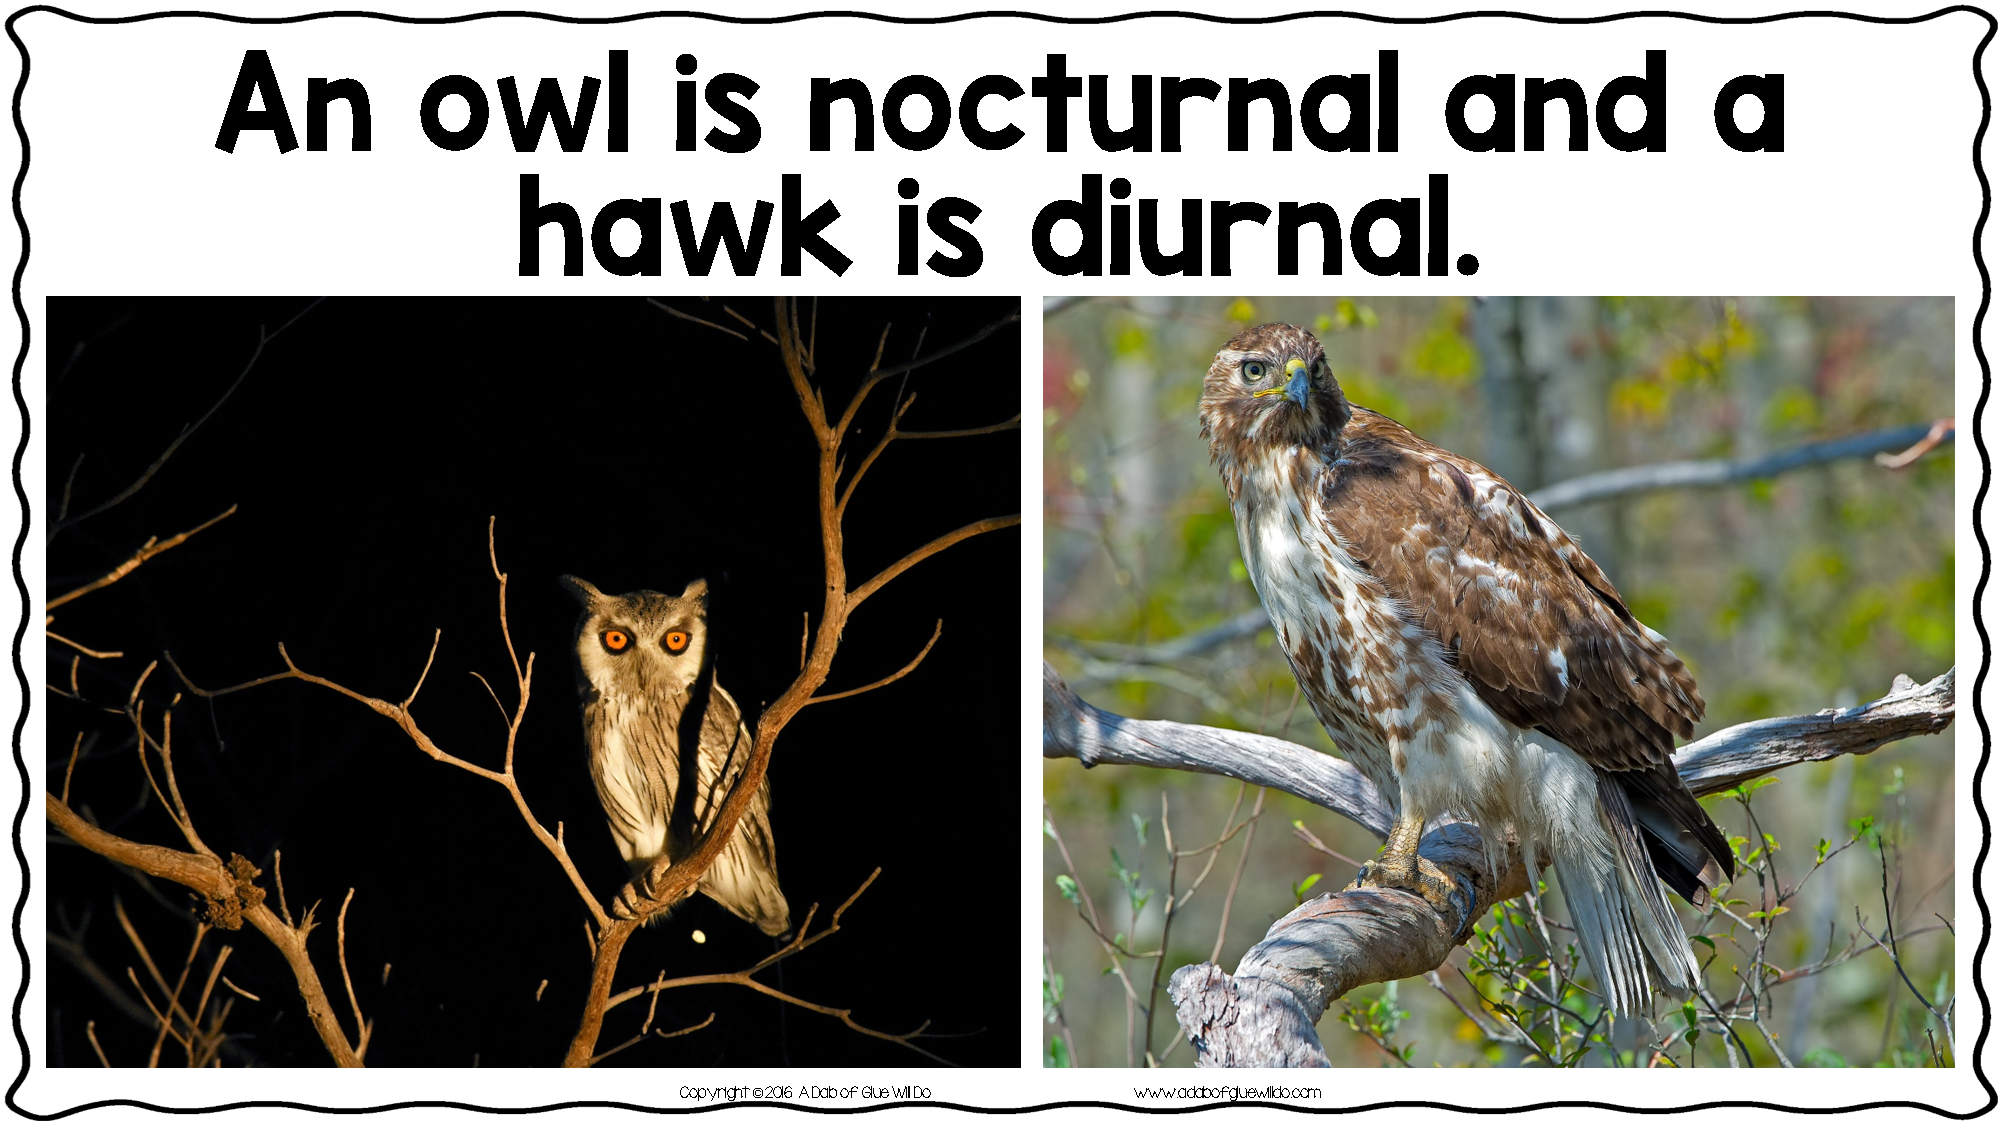 An owl is nocturnal and a
hawk is diurnal.
Copyright ©2016 A Dab of Glue Will Do
www.adabofgluewilldo.com